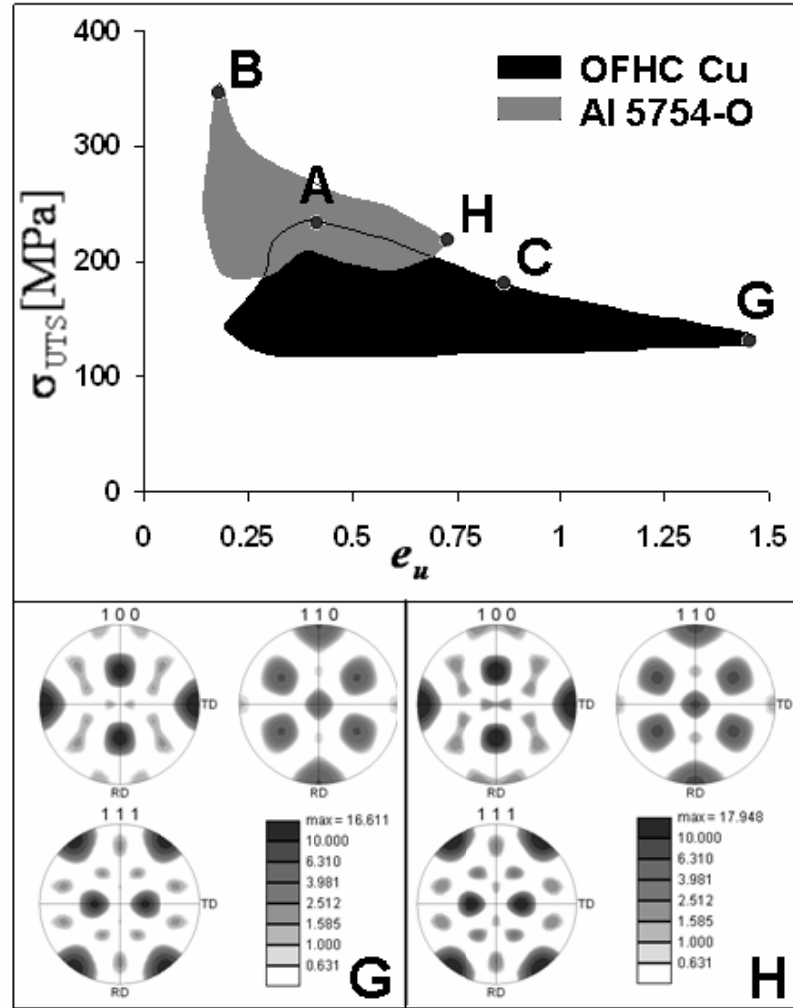 400
300
200
100
0
σUTS[MPa]
0 0.25 0.5 0.75 1 1.25 1.5
eu
OFHC Cu
Al 5754-O
B
A
H
C
G
1 0 0
TD
RD
1 1 0
RD
1 1 1
TD
RD
max = 16.611
10.000
6.310
3.981
2.512
1.585
1.000
0.631
G
1 0 0
TD
RD
1 1 0
TD
RD
1 1 1
TD
RD
max = 17.948
10.000
6.310
3.981
2.512
1.585
1.000
0.631
H